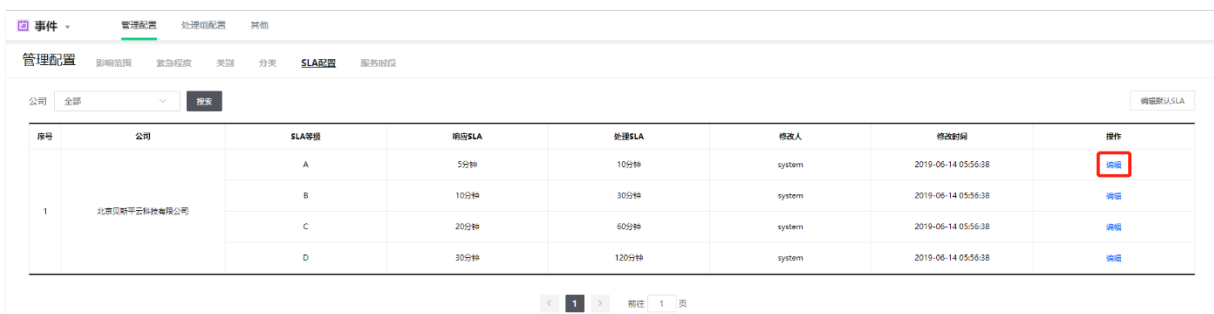 事件 管理配置 处理组配置 其他
管理配置 影响范围 紧急程度 类别 分类 SLA配置 服务时段
公司 全部 搜索 编辑默认SLA
序号 公司 SLA等级 响应SLA 处理SLA 修改人 修改时间 操作
A 5分钟 10分钟 system 2019-06-14 05:56:38 编辑
B 10分钟 30分钟 system 2019-06-14 05:56:38 编辑
1 北京贝斯平云科技有限公司
C 20分钟 60分钟 system 2019-06-14 05:56:38 编辑
D 30分钟 120分钟 system 2019-06-14 05:56:38 编辑
< 1 > 前往 1 页